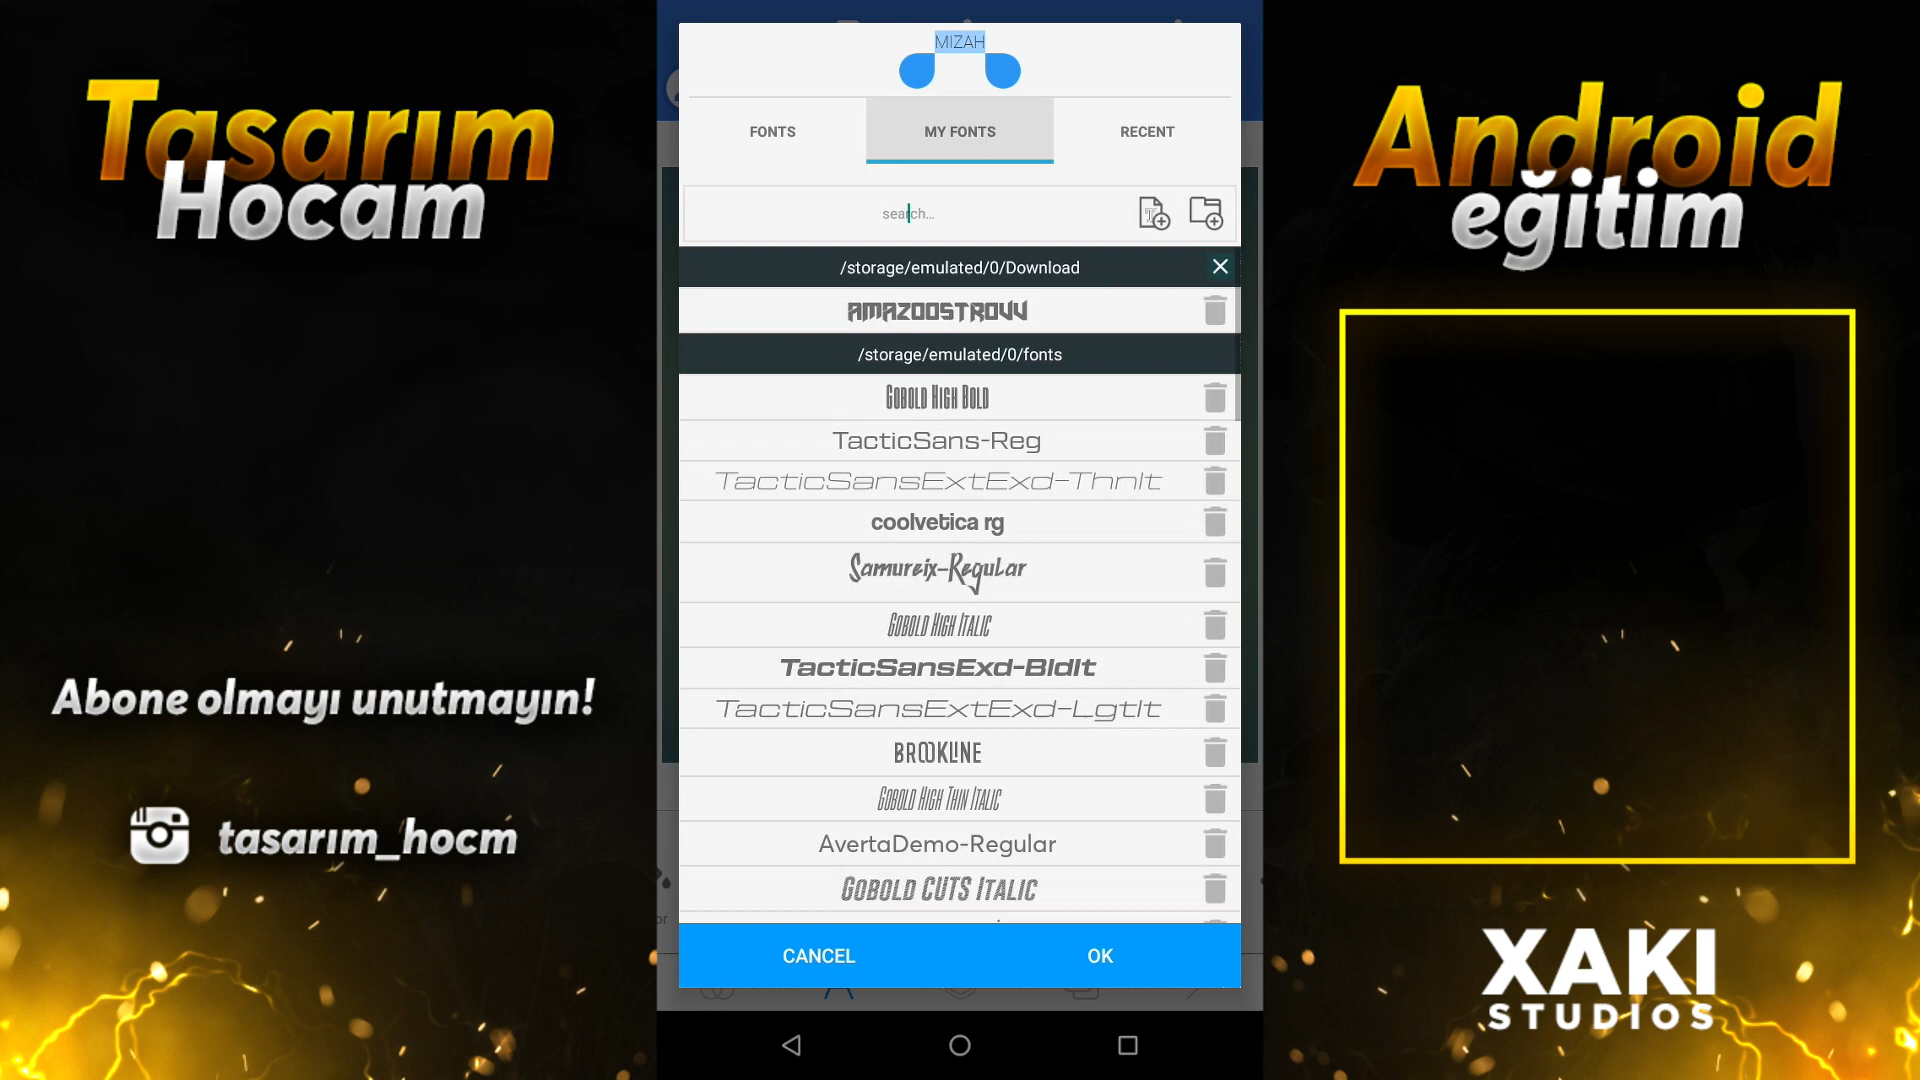 Tasarım
Hocam
Abone olmayı unutmayın!
tasarım_hocm
MIZAH
FONTS
MY FONTS
RECENT
search...
/storage/emulated/0/Download
AMAZOOSTROVV
/storage/emulated/0/fonts
GOBOLD HIGH BOLD
TacticSans-Reg
TacticSansExtExd-ThnIt
coolvetica rg
Samureix-Regular
GOBOLD HIGH ITALIC
TacticSansExd-BldIt
TacticSansExtExd-LgtIt
BROOKLINE
GOBOLD HIGH THIN ITALIC
AvertaDemo-Regular
GOBOLD CUTS ITALIC
CANCEL
OK
or
Android
eğitim
XAKI
STUDIOS